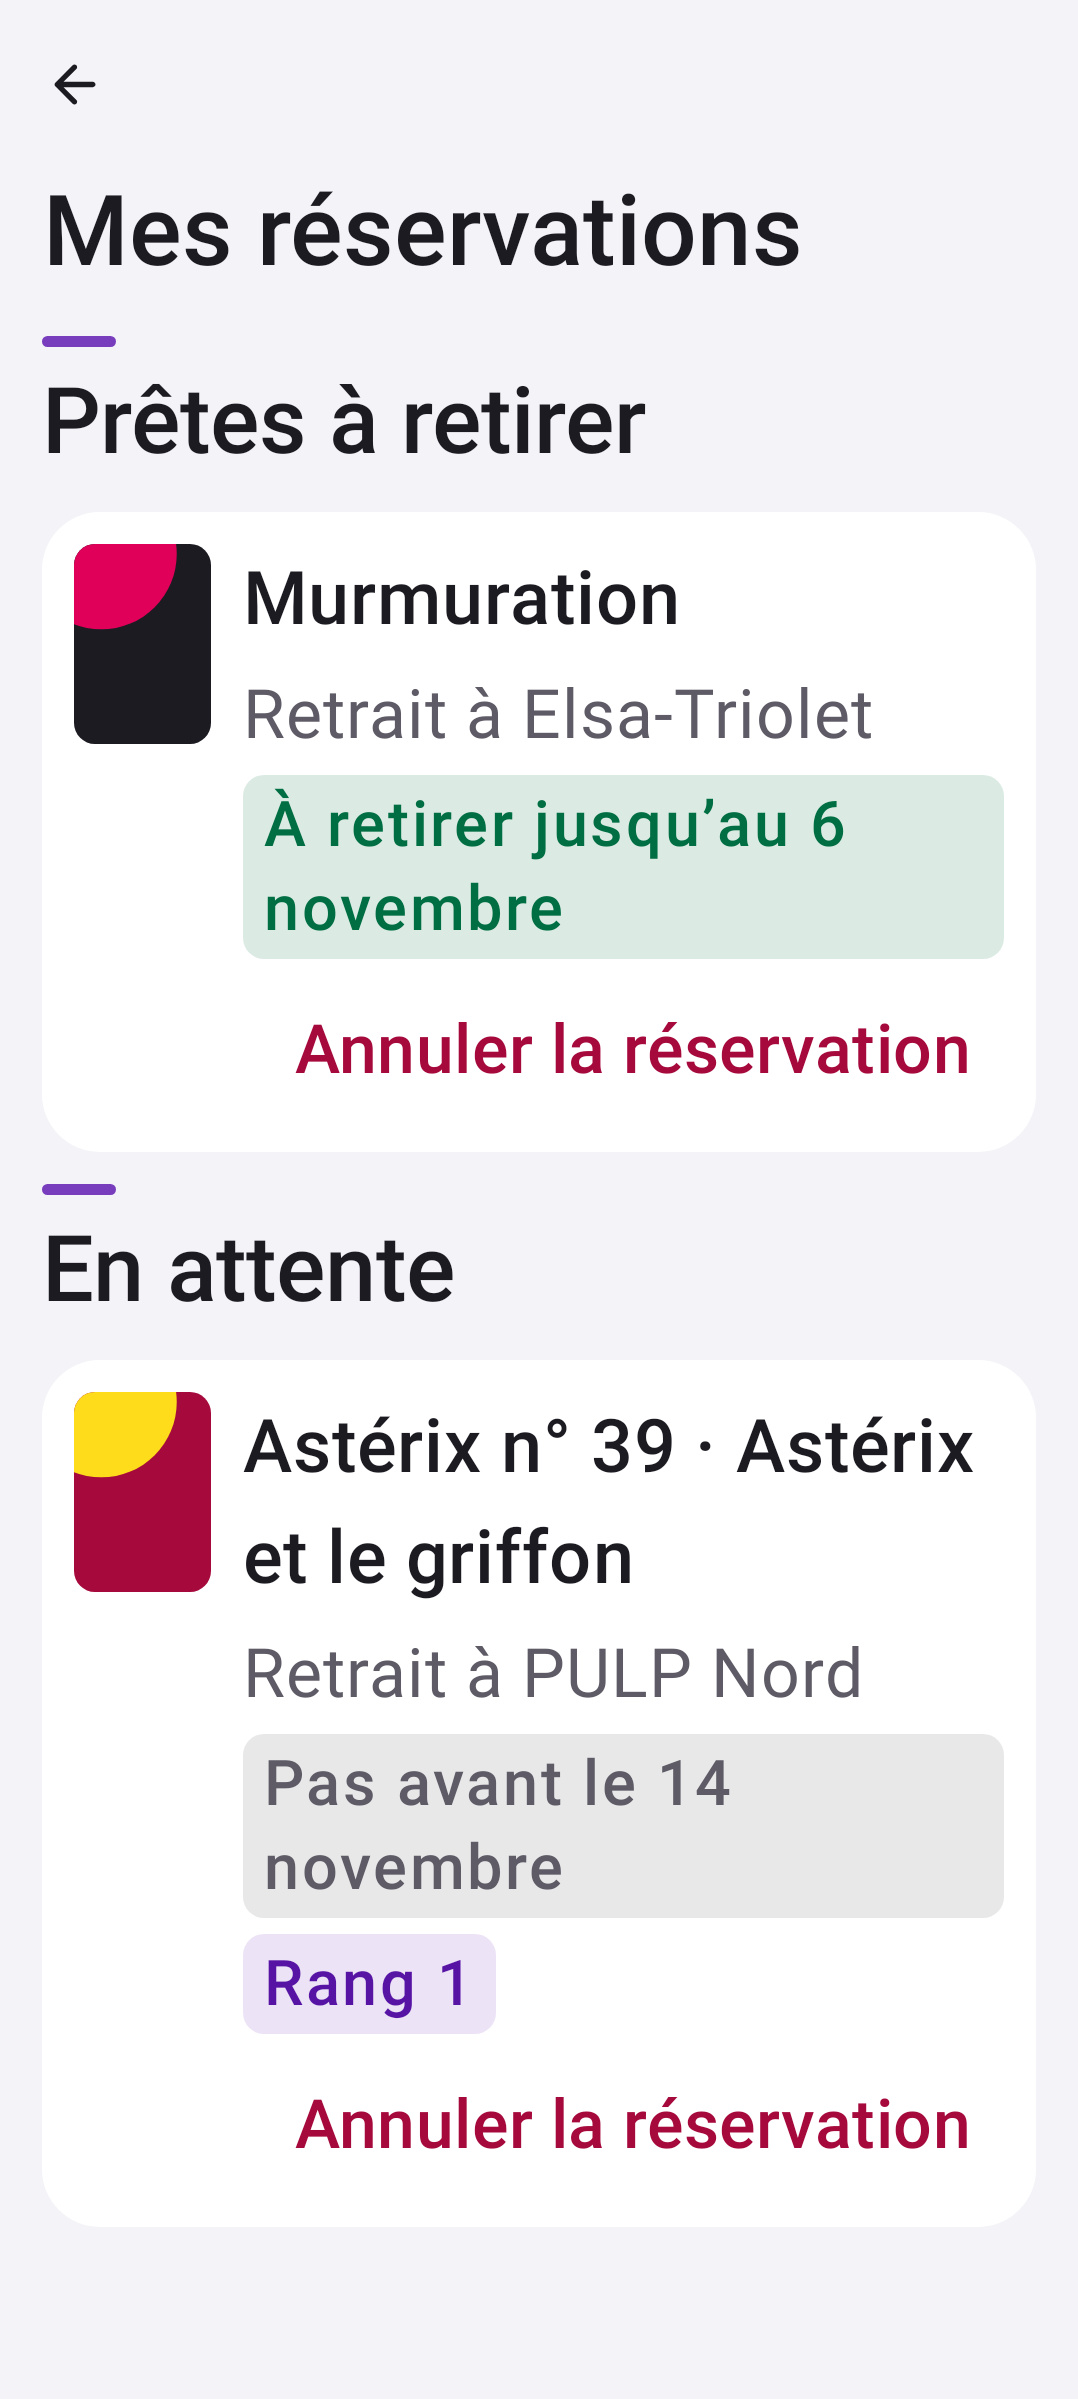 Mes réservations
Prêtes à retirer
Murmuration
Retrait à Elsa-Triolet
À retirer jusqu’au 6
novembre
Annuler la réservation
En attente
Astérix n° 39 · Astérix
et le griffon
Retrait à PULP Nord
Pas avant le 14
novembre
Rang 1
Annuler la réservation